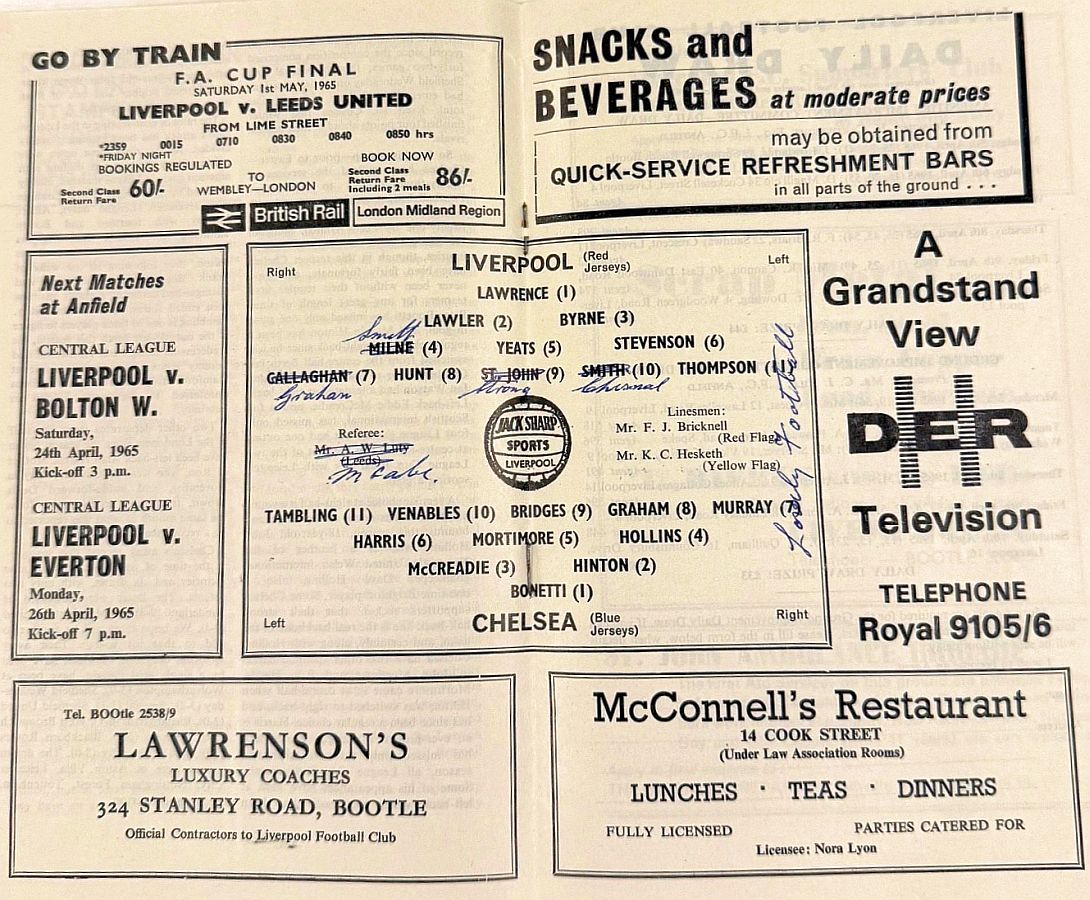 GO BY TRAIN
F.A. CUP FINAL
SATURDAY 1st MAY, 1965
LIVERPOOL v. LEEDS UNITED
FROM LIME STREET
*2359 0015 0710 0830 0840 0850 hrs
*FRIDAY NIGHT
BOOKINGS REGULATED
BOOK NOW
Second Class Return Fare 60/-
TO
WEMBLEY—LONDON
Second Class Return Fare Including 2 meals 86/-
British Rail London Midland Region
SNACKS and
BEVERAGES at moderate prices
may be obtained from
QUICK-SERVICE REFRESHMENT BARS
in all parts of the ground . . .
Next Matches
at Anfield
CENTRAL LEAGUE
LIVERPOOL v.
BOLTON W.
Saturday,
24th April, 1965
Kick-off 3 p.m.
CENTRAL LEAGUE
LIVERPOOL v.
EVERTON
Monday,
26th April, 1965
Kick-off 7 p.m.
Right
LIVERPOOL (Red Jerseys)
Left
LAWRENCE (1)
LAWLER (2) BYRNE (3)
Smith
MILNE (4) YEATS (5) STEVENSON (6)
CALLAGHAN (7) HUNT (8) ST. JOHN (9) SMITH (10) THOMPSON (11)
Graham Strong Chisnal
Referee:
Mr. A. W. Luty
(Leeds)
McCabe.
JACK SHARP
SPORTS
LIVERPOOL
Linesmen:
Mr. F. J. Bricknell
(Red Flag)
Mr. K. C. Hesketh
(Yellow Flag)
Football
TAMBLING (11) VENABLES (10) BRIDGES (9) GRAHAM (8) MURRAY (7)
HARRIS (6) MORTIMORE (5) HOLLINS (4)
McCREADIE (3) HINTON (2)
BONETTI (1)
Left
CHELSEA (Blue Jerseys)
Right
A
Grandstand
View
DER
Television
TELEPHONE
Royal 9105/6
Tel. BOOtle 2538/9
LAWRENSON'S
LUXURY COACHES
324 STANLEY ROAD, BOOTLE
Official Contractors to Liverpool Football Club
McConnell's Restaurant
14 COOK STREET
(Under Law Association Rooms)
LUNCHES · TEAS · DINNERS
FULLY LICENSED PARTIES CATERED FOR
Licensee: Nora Lyon